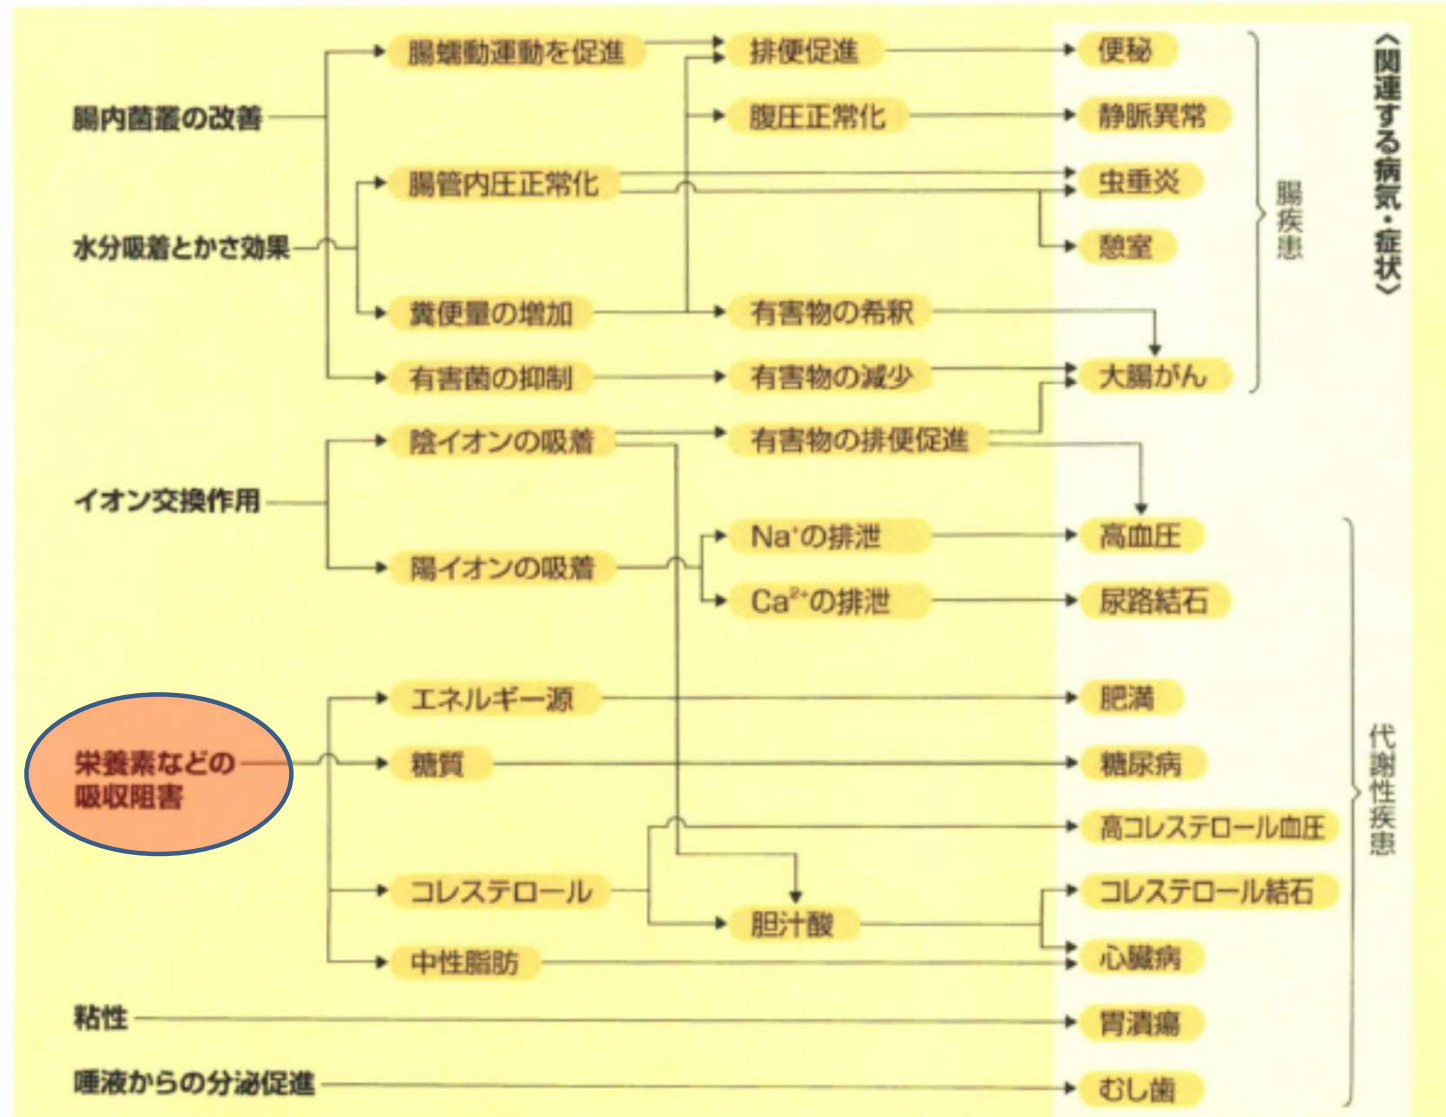 腸蠕動運動を促進
排便促進
便秘
〈関連する病気・症状〉
腸内菌叢の改善
腹圧正常化
静脈異常
腸管内圧正常化
虫垂炎
腸疾患
水分吸着とかさ効果
憩室
糞便量の増加
有害物の希釈
有害菌の抑制
有害物の減少
大腸がん
陰イオンの吸着
有害物の排便促進
イオン交換作用
Na⁺の排泄
高血圧
陽イオンの吸着
Ca²⁺の排泄
尿路結石
エネルギー源
肥満
栄養素などの
吸収阻害
糖質
糖尿病
代謝性疾患
高コレステロール血圧
コレステロール
コレステロール結石
胆汁酸
中性脂肪
心臓病
粘性
胃潰瘍
唾液からの分泌促進
むし歯